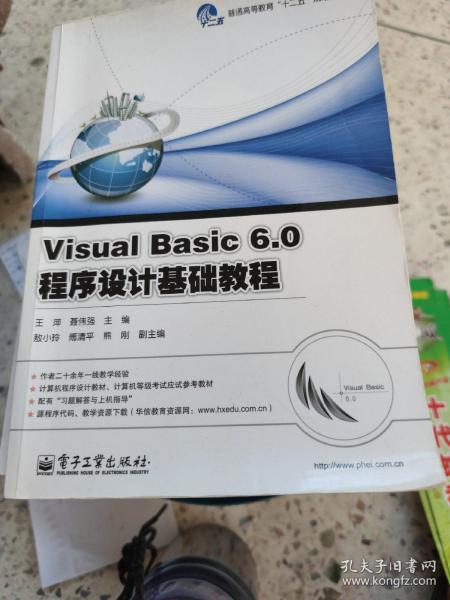 十二五
普通高等教育“十二五”规
Visual Basic 6.0
程序设计基础教程
王 萍 聂伟强 主 编
敖小玲 傅清平 熊 刚 副主编
★ 作者二十余年一线教学经验
★ 计算机程序设计教材、计算机等级考试应试参考教材
★ 配有“习题解答与上机指导”
★ 源程序代码、教学资源下载（华信教育资源网：www.hxedu.com.cn）
Visual Basic
6.0
電子工業出版社
PUBLISHING HOUSE OF ELECTRONICS INDUSTRY
http://www.phei.com.cn
孔夫子旧书网
www.kongfz.com